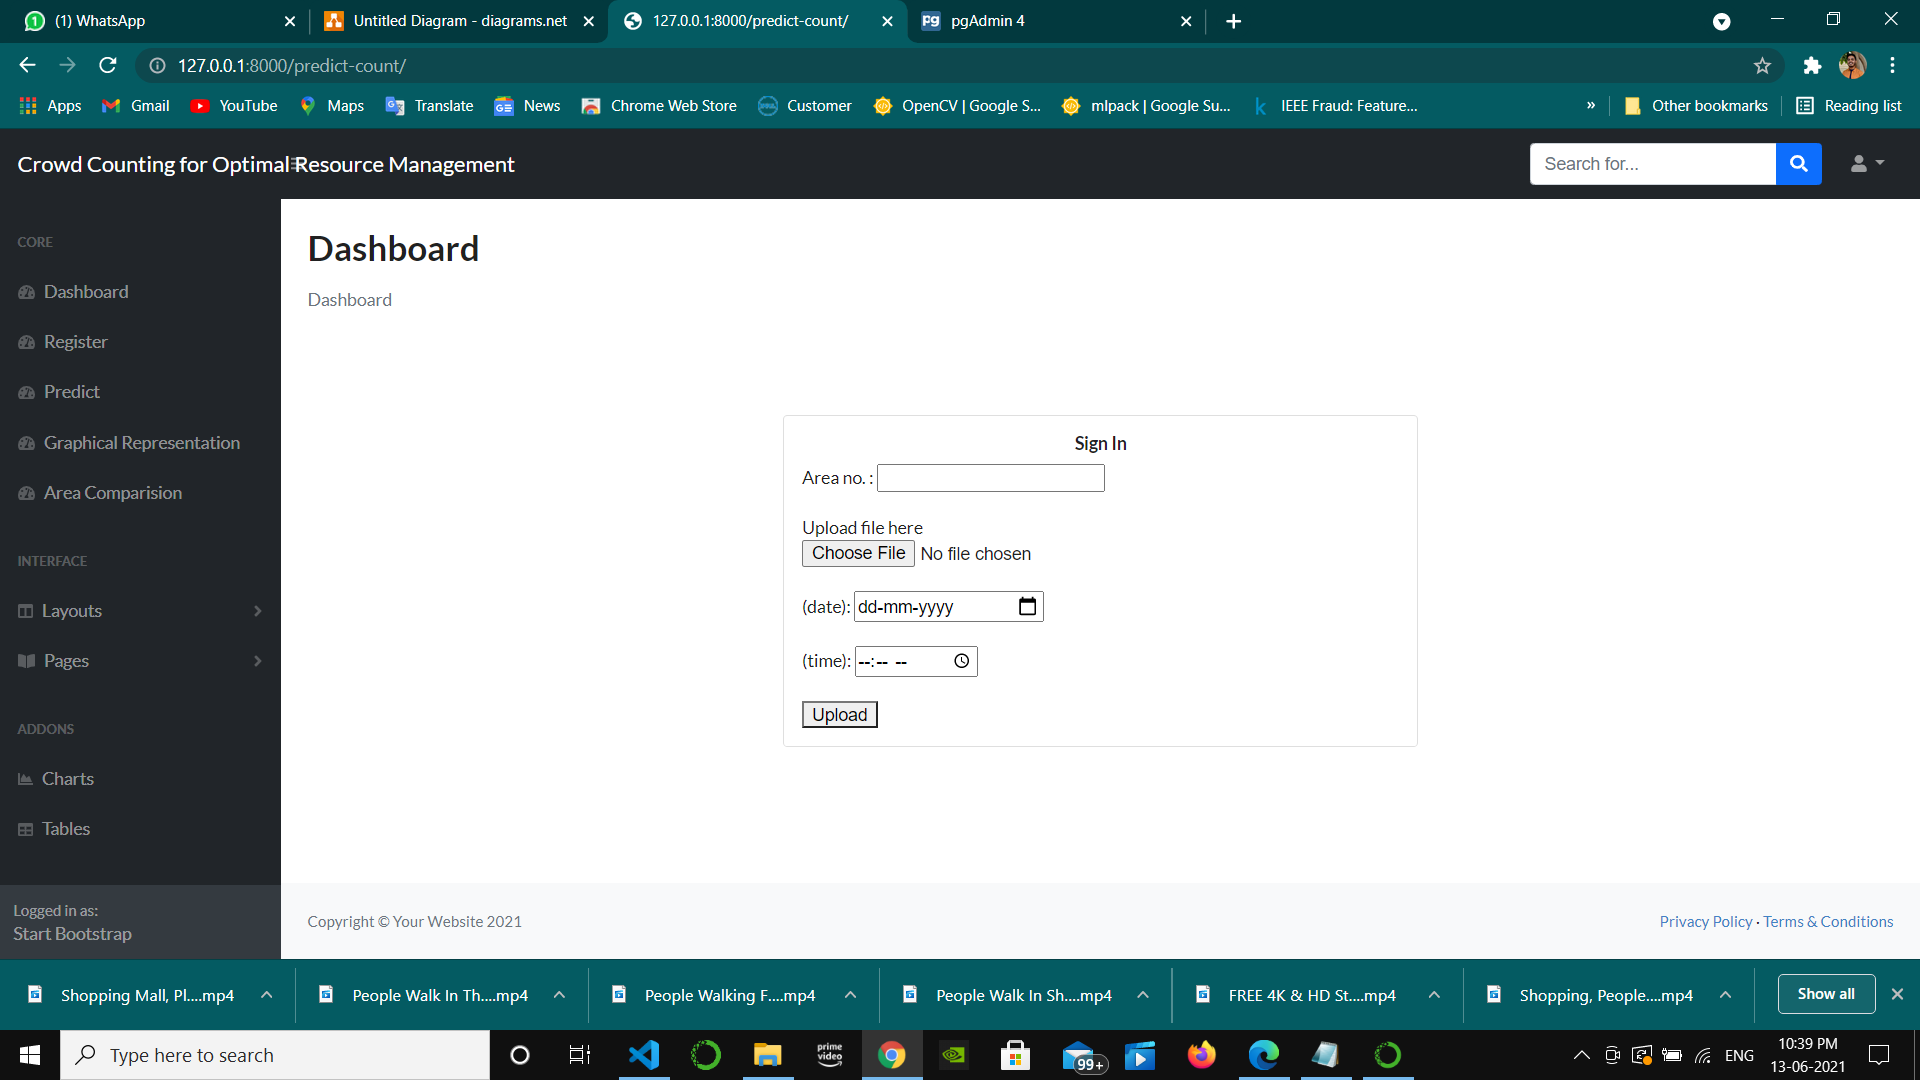 (1) WhatsApp
Untitled Diagram - diagrams.net
127.0.0.1:8000/predict-count/
pgAdmin 4
127.0.0.1:8000/predict-count/
Apps Gmail YouTube Maps Translate News Chrome Web Store Customer OpenCV | Google S... mlpack | Google Su... IEEE Fraud: Feature... » Other bookmarks Reading list
Crowd Counting for Optimal Resource Management
Search for...
CORE
Dashboard
Register
Predict
Graphical Representation
Area Comparision
INTERFACE
Layouts
Pages
ADDONS
Charts
Tables
Logged in as:
Start Bootstrap
Dashboard
Dashboard
Sign In
Area no. :
Upload file here
Choose File No file chosen
(date): dd-mm-yyyy
(time): --:-- --
Upload
Copyright © Your Website 2021
Privacy Policy · Terms & Conditions
Shopping Mall, Pl....mp4
People Walk In Th....mp4
People Walking F....mp4
People Walk In Sh....mp4
FREE 4K & HD St....mp4
Shopping, People....mp4
Show all
Type here to search
prime video
99+
ENG
10:39 PM
13-06-2021